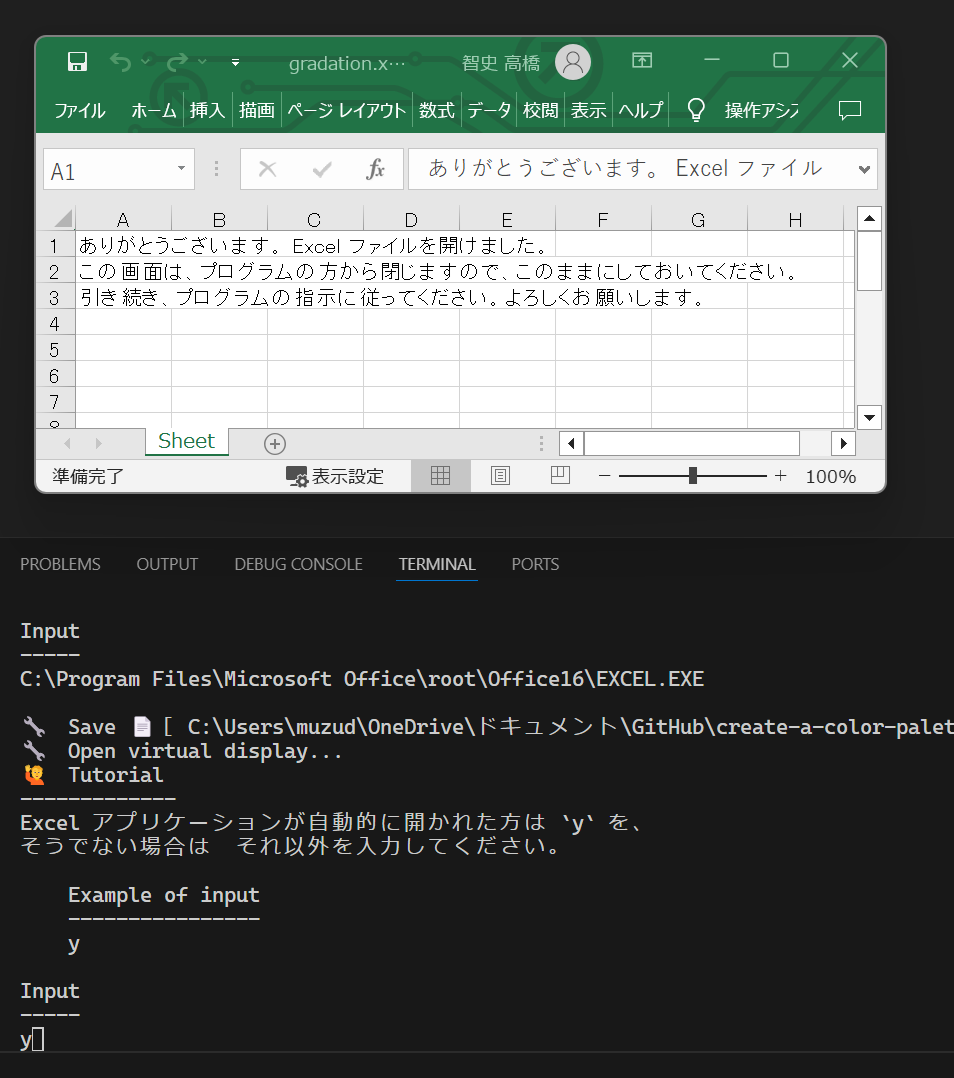 gradation.x… 智史 高橋
ファイル ホーム 挿入 描画 ページ レイアウト 数式 データ 校閲 表示 ヘルプ 操作アシ
A1 fx ありがとうございます。 Excel ファイル
A B C D E F G H
1 ありがとうございます。 Excel ファイルを開けました。
2 この画面は、プログラムの方から閉じますので、このままにしておいてください。
3 引き続き、プログラムの指示に従ってください。よろしくお願いします。
4
5
6
7
8
Sheet
準備完了 表示設定 100%
PROBLEMS OUTPUT DEBUG CONSOLE TERMINAL PORTS
Input
-----
C:\Program Files\Microsoft Office\root\Office16\EXCEL.EXE
🔧 Save 📄 [ C:\Users\muzud\OneDrive\ドキュメント\GitHub\create-a-color-palet
🔧 Open virtual display...
🙋 Tutorial
-------------
Excel アプリケーションが自動的に開かれた方は `y` を、
そうでない場合は　それ以外を入力してください。
Example of input
----------------
y
Input
-----
y